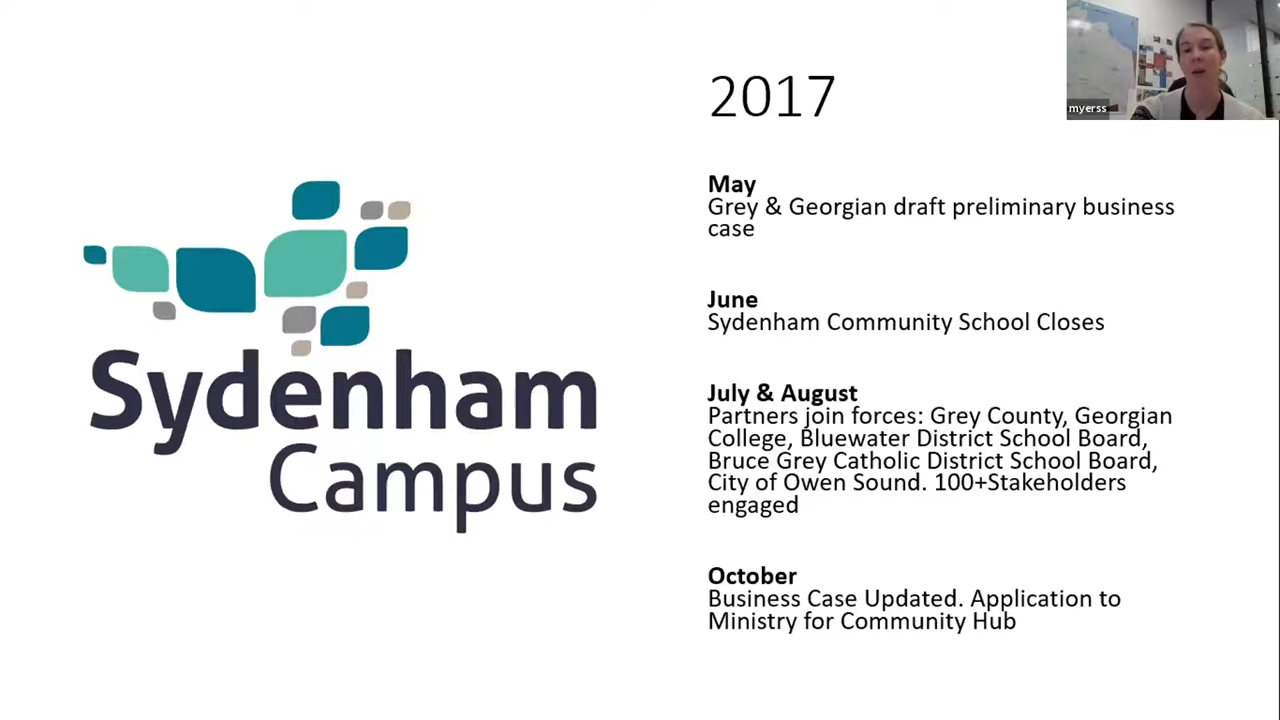 2017
myerss
May
Grey & Georgian draft preliminary business
case
June
Sydenham Community School Closes
July & August
Partners join forces: Grey County, Georgian
College, Bluewater District School Board,
Bruce Grey Catholic District School Board,
City of Owen Sound. 100+Stakeholders
engaged
October
Business Case Updated. Application to
Ministry for Community Hub
Sydenham
Campus